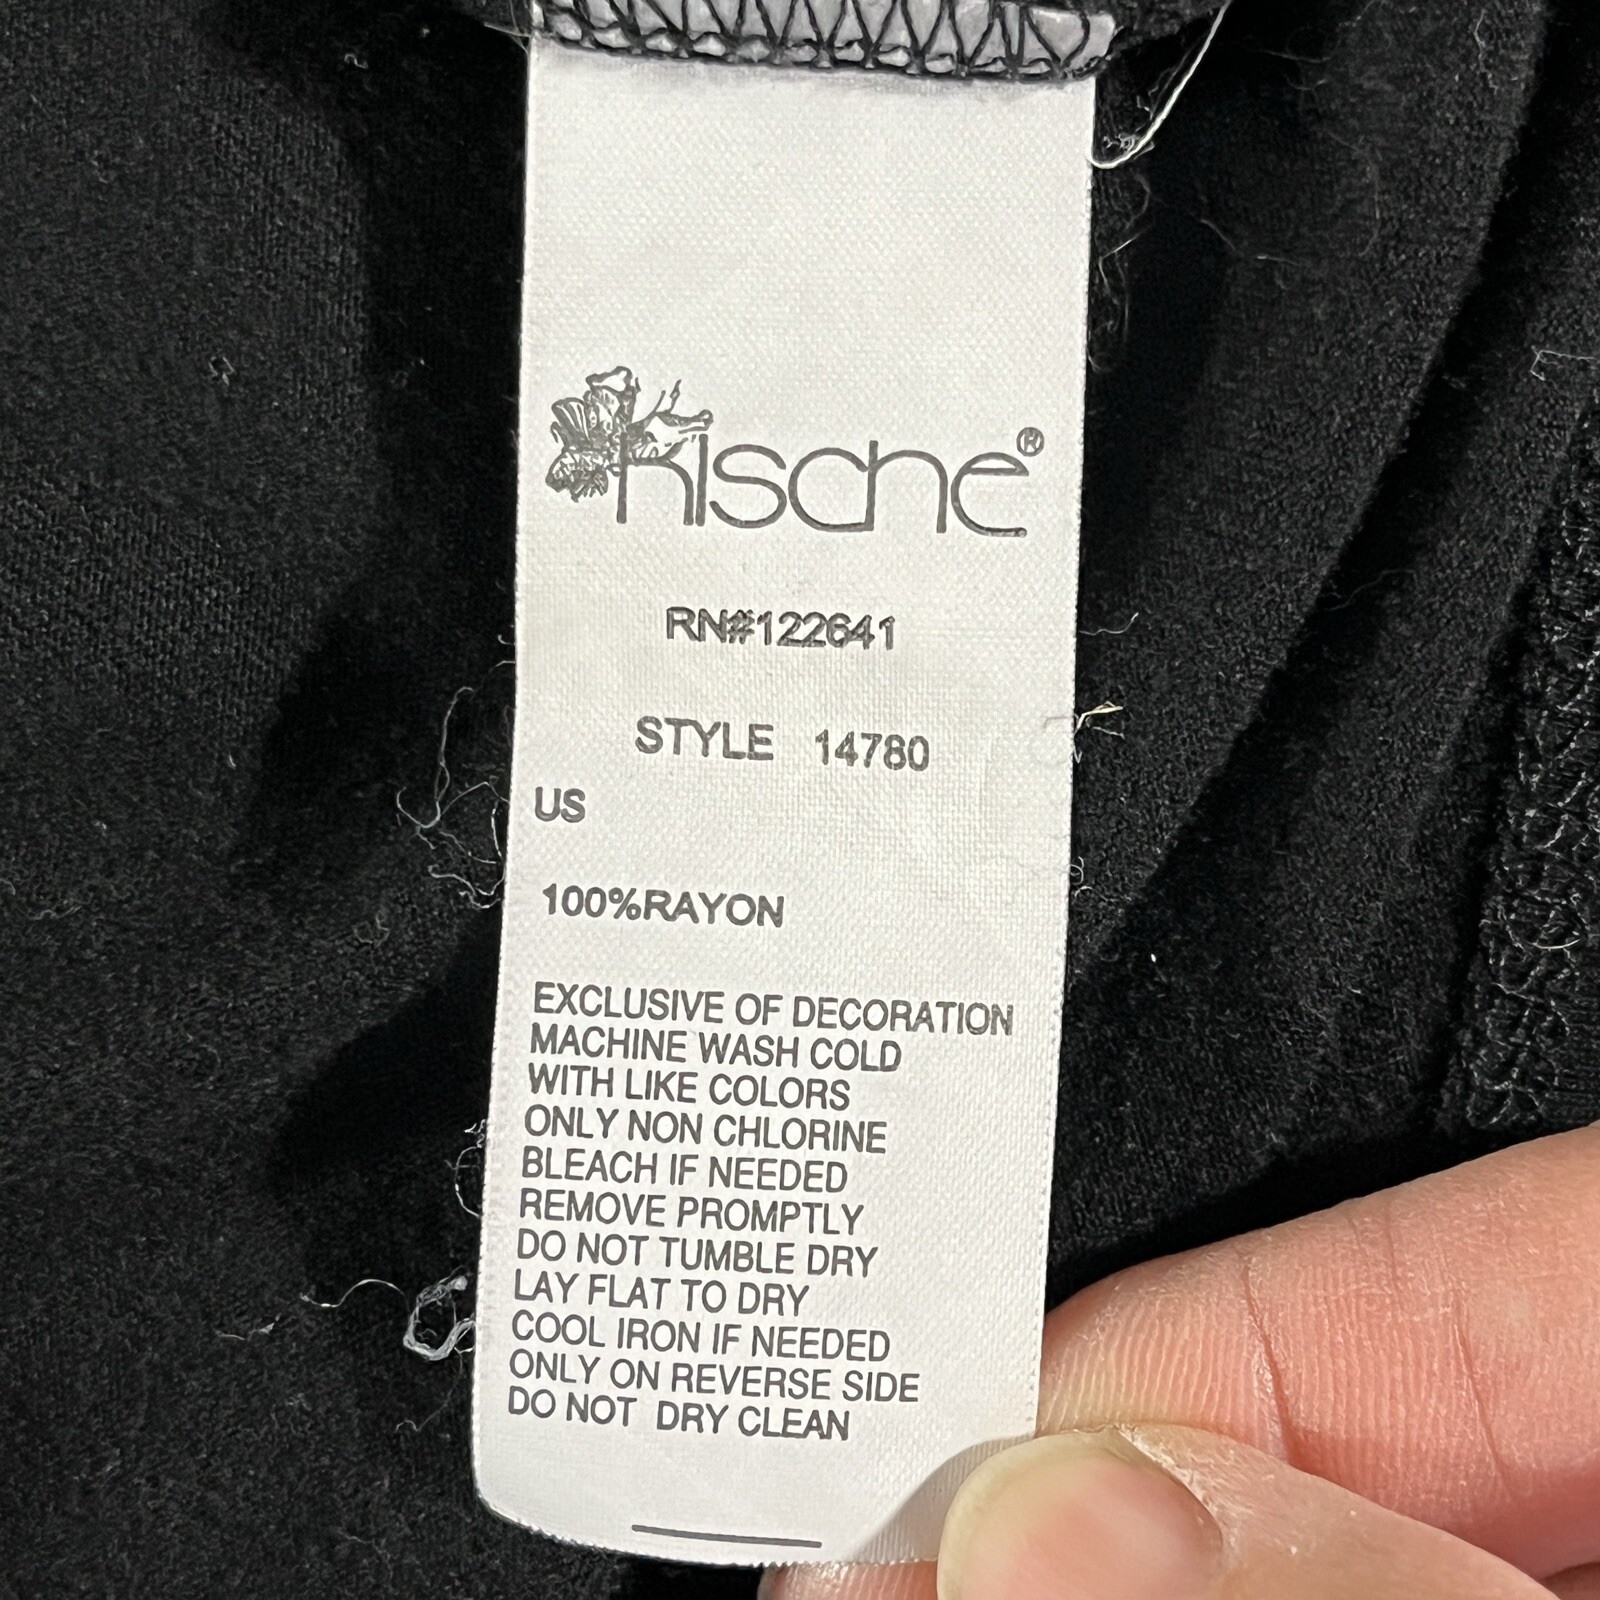 Kische®
RN#122641
STYLE 14780
US
100%RAYON
EXCLUSIVE OF DECORATION
MACHINE WASH COLD
WITH LIKE COLORS
ONLY NON CHLORINE
BLEACH IF NEEDED
REMOVE PROMPTLY
DO NOT TUMBLE DRY
LAY FLAT TO DRY
COOL IRON IF NEEDED
ONLY ON REVERSE SIDE
DO NOT DRY CLEAN